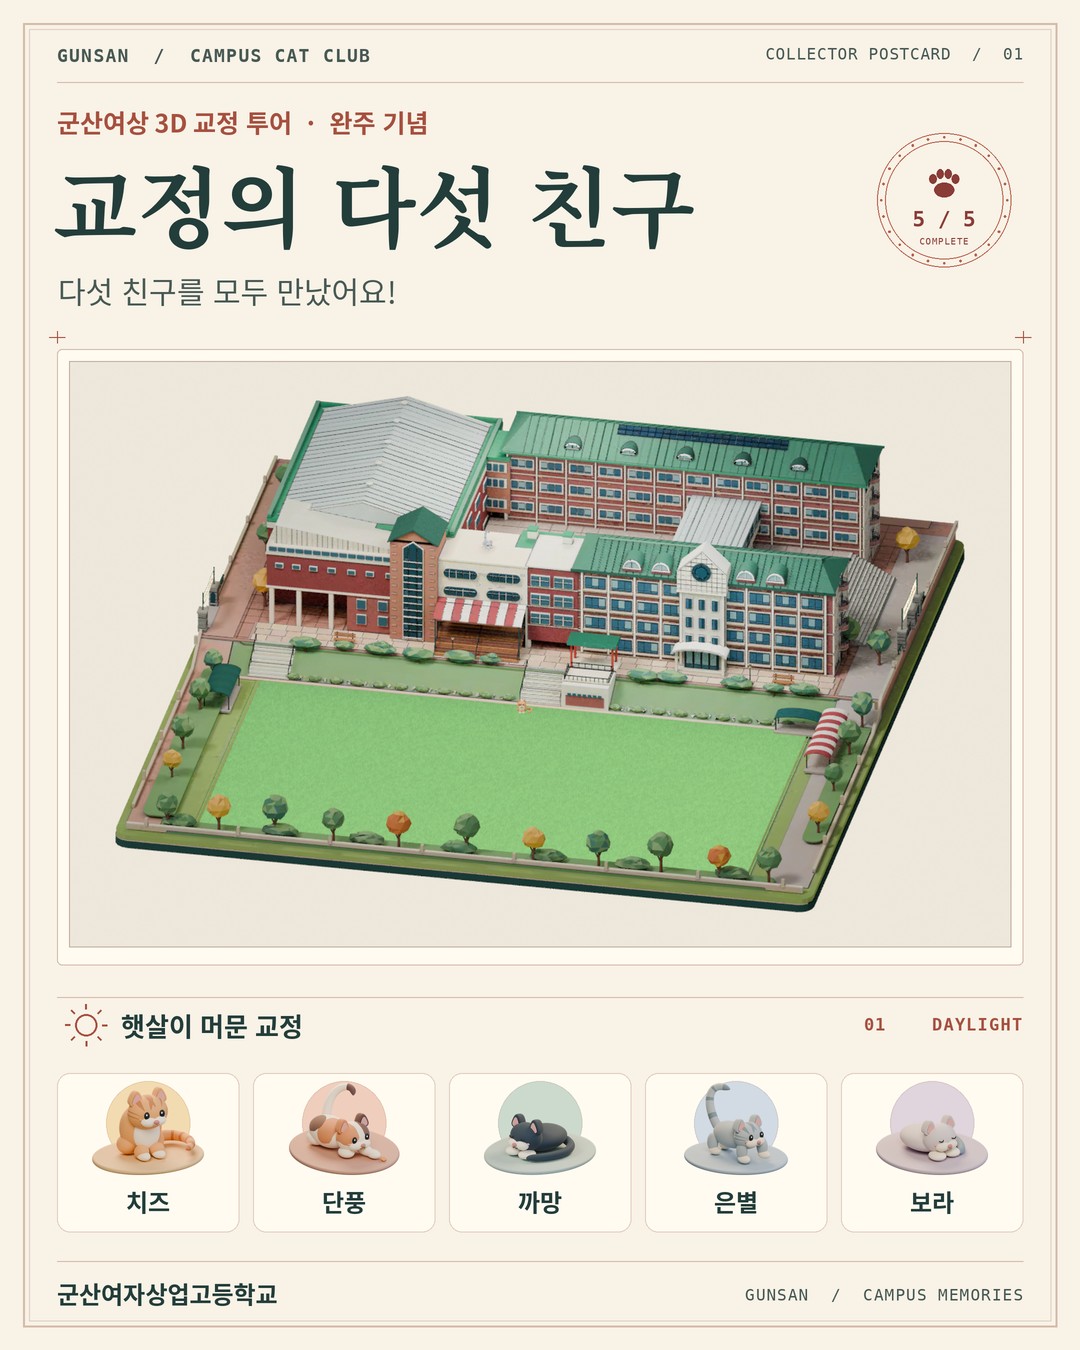 GUNSAN / CAMPUS CAT CLUB
COLLECTOR POSTCARD / 01
군산여상 3D 교정 투어 · 완주 기념
교정의 다섯 친구
다섯 친구를 모두 만났어요!
5 / 5
COMPLETE
햇살이 머문 교정
01 DAYLIGHT
치즈
단풍
까망
은별
보라
군산여자상업고등학교
GUNSAN / CAMPUS MEMORIES